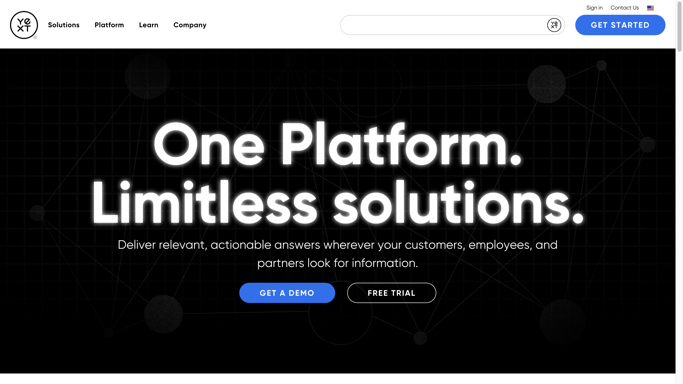 Sign in
Contact Us
yext
Solutions
Platform
Learn
Company
yext
GET STARTED
One Platform.
Limitless solutions.
Deliver relevant, actionable answers wherever your customers, employees, and
partners look for information.
GET A DEMO
FREE TRIAL